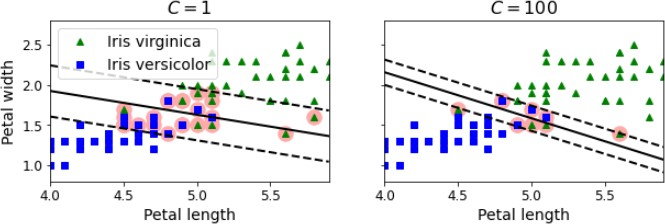 C = 1
C = 100
Iris virginica
Iris versicolor
Petal width
2.5
2.0
1.5
1.0
4.0 4.5 5.0 5.5
4.0 4.5 5.0 5.5
Petal length
Petal length